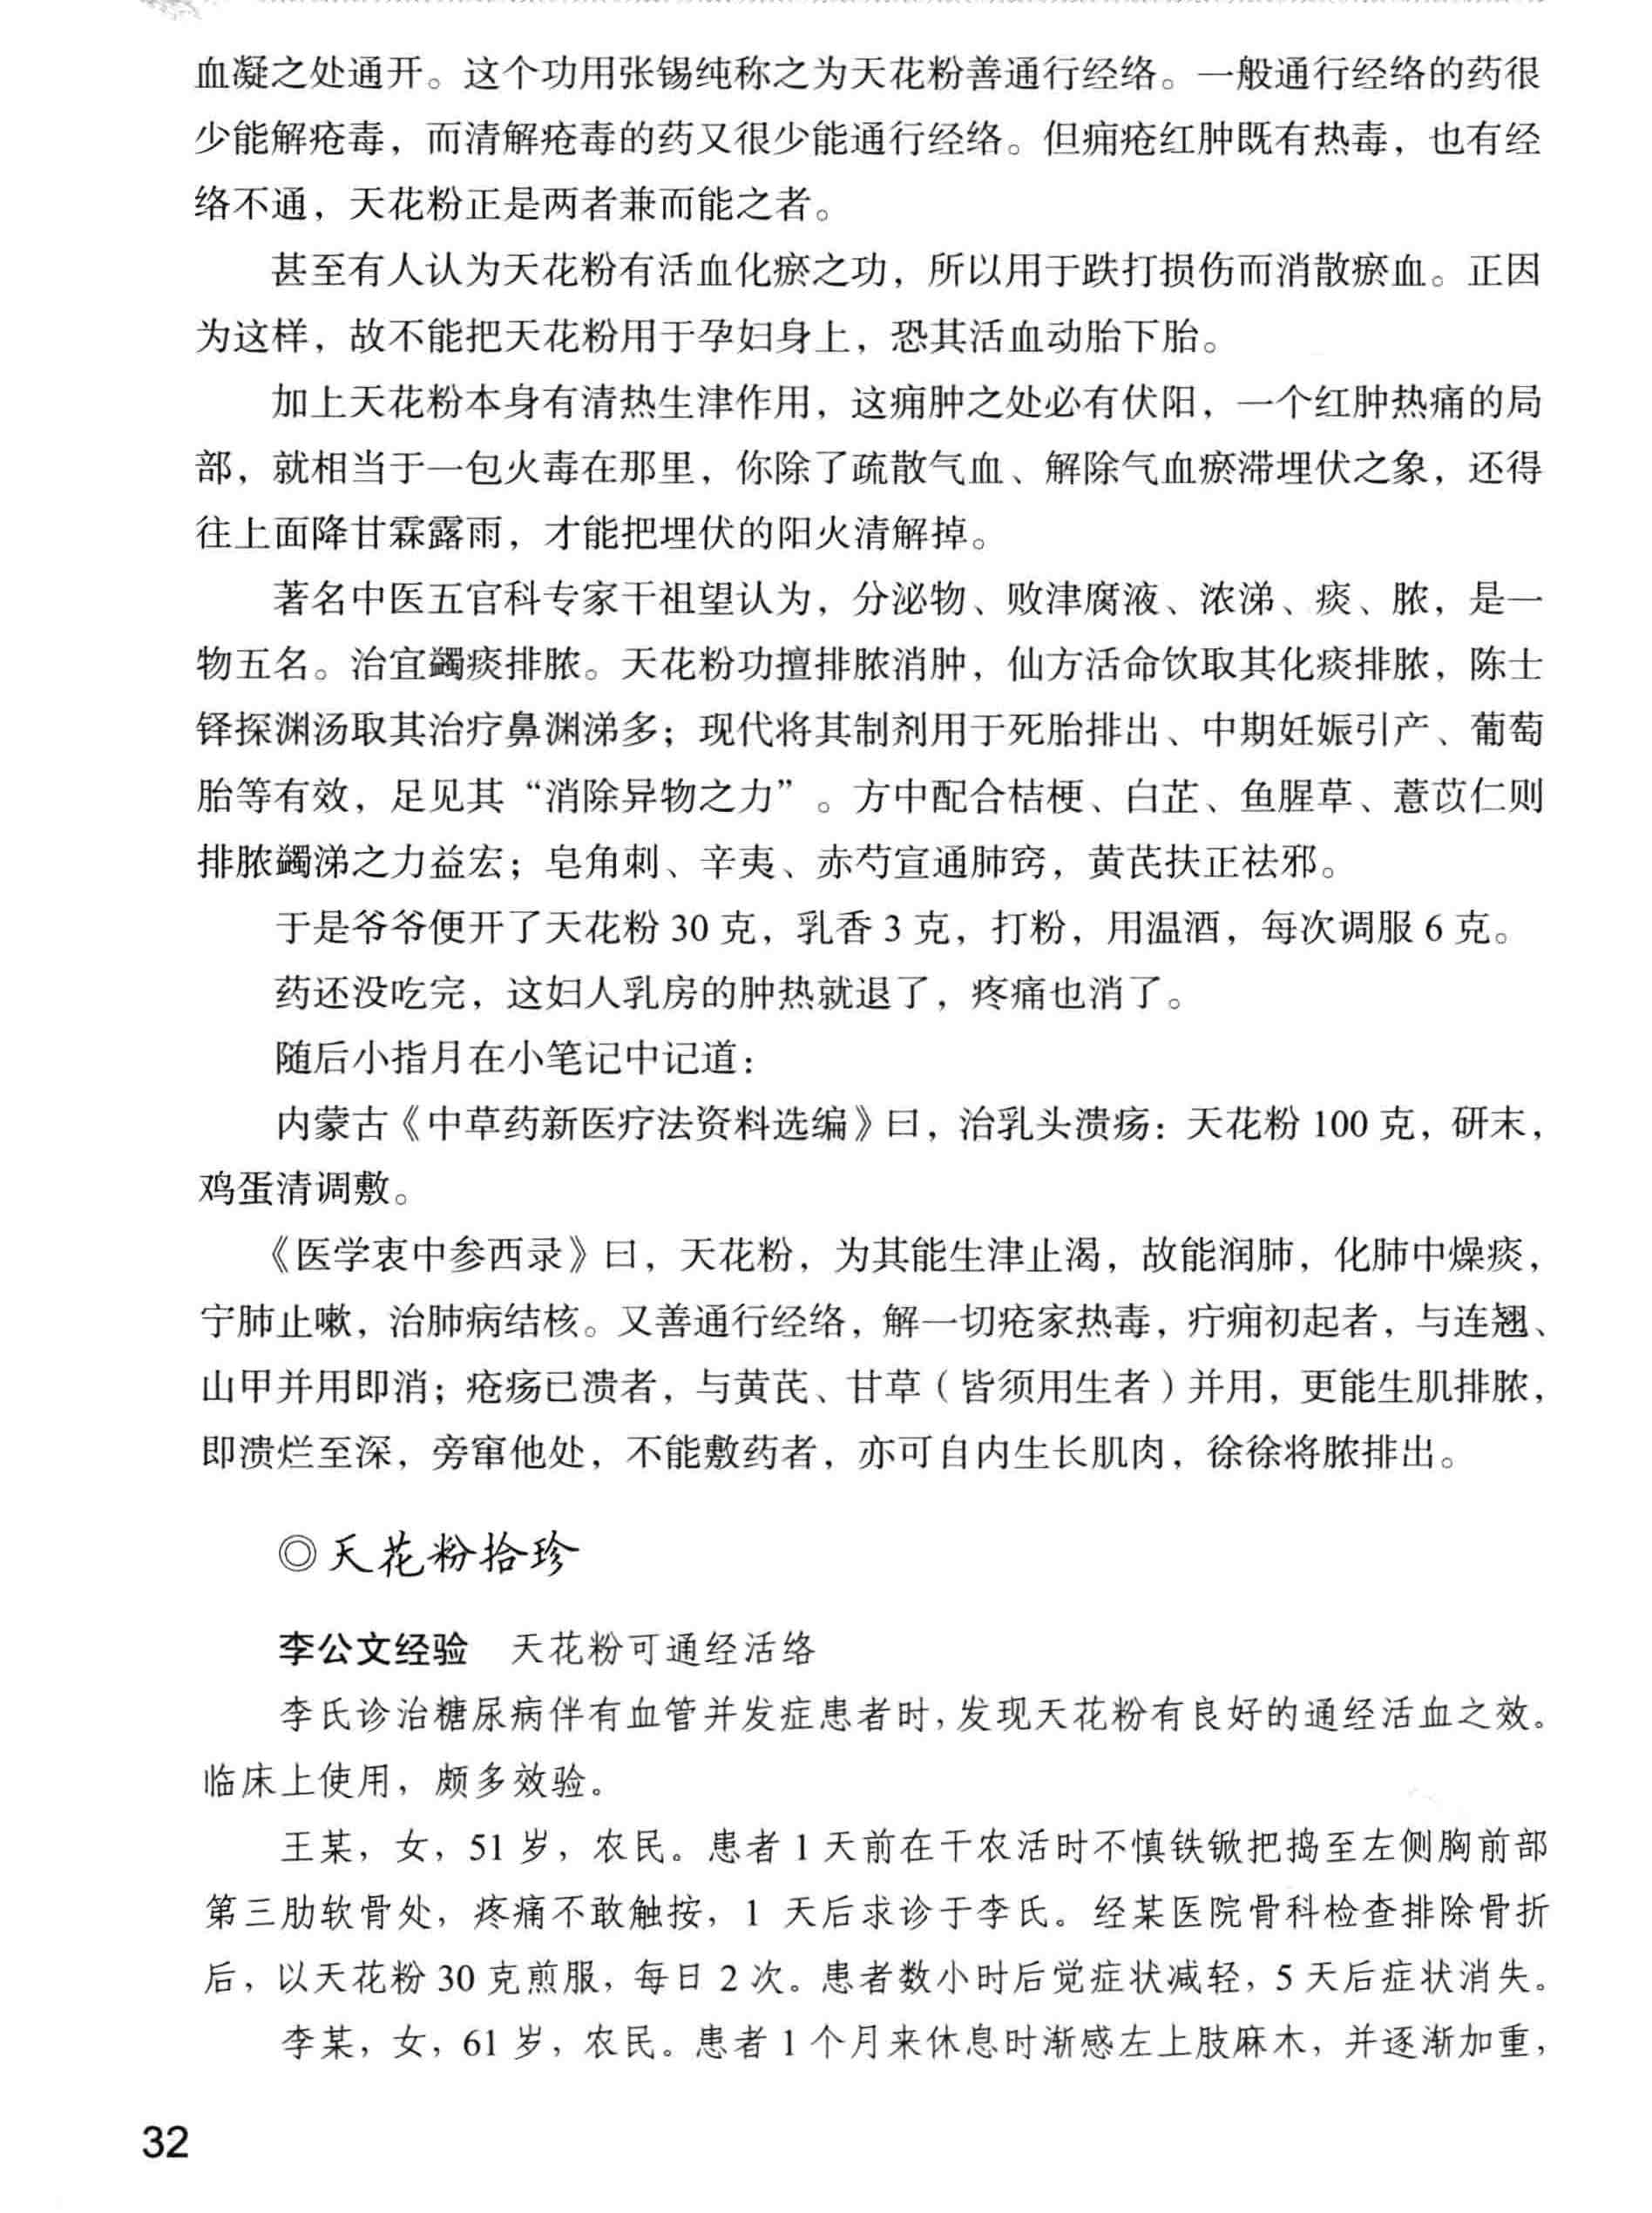 血凝之处通开。这个功用张锡纯称之为天花粉善通行经络。一般通行经络的药很
少能解疮毒，而清解疮毒的药又很少能通行经络。但痈疮红肿既有热毒，也有经
络不通，天花粉正是两者兼而能之者。
甚至有人认为天花粉有活血化瘀之功，所以用于跌打损伤而消散瘀血。正因
为这样，故不能把天花粉用于孕妇身上，恐其活血动胎下胎。
加上天花粉本身有清热生津作用，这痈肿之处必有伏阳，一个红肿热痛的局
部，就相当于一包火毒在那里，你除了疏散气血、解除气血瘀滞埋伏之象，还得
往上面降甘霖露雨，才能把埋伏的阳火清解掉。
著名中医五官科专家干祖望认为，分泌物、败津腐液、浓涕、痰、脓，是一
物五名。治宜蠲痰排脓。天花粉功擅排脓消肿，仙方活命饮取其化痰排脓，陈士
铎探渊汤取其治疗鼻渊涕多；现代将其制剂用于死胎排出、中期妊娠引产、葡萄
胎等有效，足见其“消除异物之力”。方中配合桔梗、白芷、鱼腥草、薏苡仁则
排脓蠲涕之力益宏；皂角刺、辛夷、赤芍宣通肺窍，黄芪扶正祛邪。
于是爷爷便开了天花粉 30 克，乳香 3 克，打粉，用温酒，每次调服 6 克。
药还没吃完，这妇人乳房的肿热就退了，疼痛也消了。
随后小指月在小笔记中记道：
内蒙古《中草药新医疗法资料选编》曰，治乳头溃疡：天花粉 100 克，研末，
鸡蛋清调敷。
《医学衷中参西录》曰，天花粉，为其能生津止渴，故能润肺，化肺中燥痰，
宁肺止嗽，治肺病结核。又善通行经络，解一切疮家热毒，疔痈初起者，与连翘、
山甲并用即消；疮疡已溃者，与黄芪、甘草（皆须用生者）并用，更能生肌排脓，
即溃烂至深，旁窜他处，不能敷药者，亦可自内生长肌肉，徐徐将脓排出。
◎天花粉拾珍
李公文经验 天花粉可通经活络
李氏诊治糖尿病伴有血管并发症患者时，发现天花粉有良好的通经活血之效。
临床上使用，颇多效验。
王某，女，51 岁，农民。患者 1 天前在干农活时不慎铁锨把捣至左侧胸前部
第三肋软骨处，疼痛不敢触按，1 天后求诊于李氏。经某医院骨科检查排除骨折
后，以天花粉 30 克煎服，每日 2 次。患者数小时后觉症状减轻，5 天后症状消失。
李某，女，61 岁，农民。患者 1 个月来休息时渐感左上肢麻木，并逐渐加重，
32